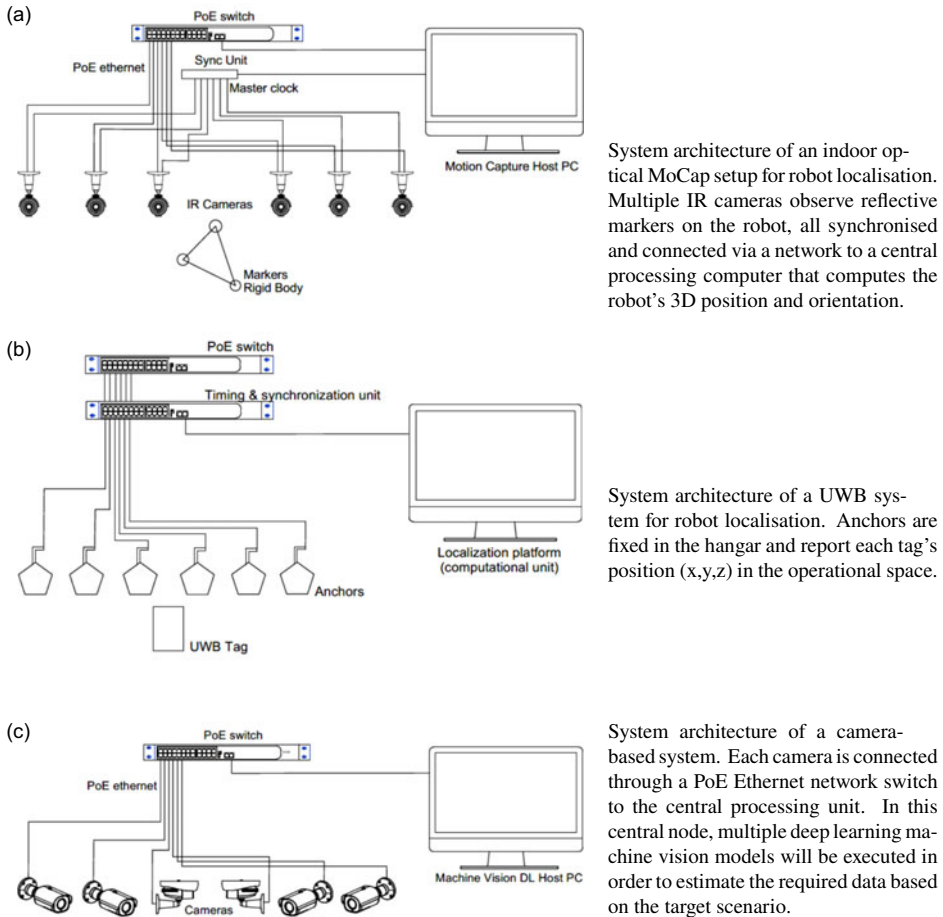 (a)
PoE switch
PoE ethernet
Sync Unit
Master clock
Motion Capture Host PC
IR Cameras
Markers
Rigid Body
System architecture of an indoor op-
tical MoCap setup for robot localisation.
Multiple IR cameras observe reflective
markers on the robot, all synchronised
and connected via a network to a central
processing computer that computes the
robot's 3D position and orientation.
(b)
PoE switch
Timing & synchronization unit
Localization platform
(computational unit)
Anchors
UWB Tag
System architecture of a UWB sys-
tem for robot localisation. Anchors are
fixed in the hangar and report each tag's
position (x,y,z) in the operational space.
(c)
PoE switch
PoE ethernet
Machine Vision DL Host PC
Cameras
System architecture of a camera-
based system. Each camera is connected
through a PoE Ethernet network switch
to the central processing unit. In this
central node, multiple deep learning ma-
chine vision models will be executed in
order to estimate the required data based
on the target scenario.